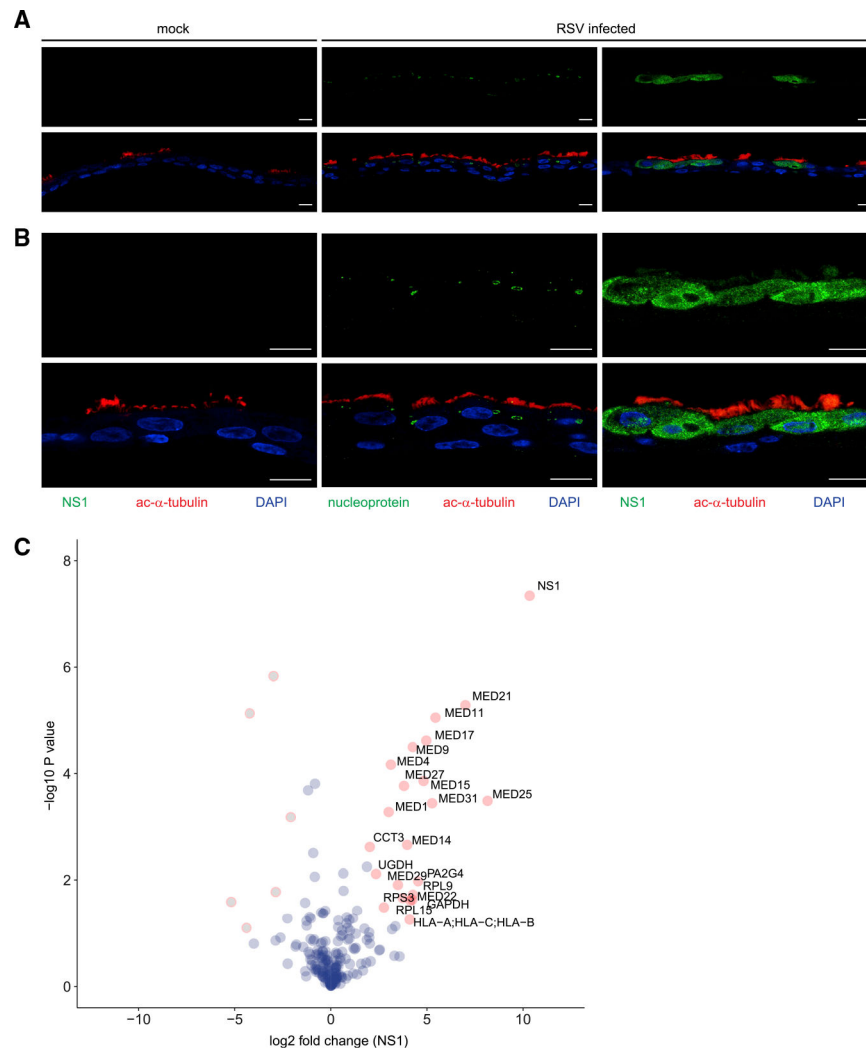 A
mock
RSV infected
B
NS1 ac-α-tubulin DAPI
nucleoprotein ac-α-tubulin DAPI
NS1 ac-α-tubulin DAPI
C
8
6
4
2
0
−log10 P value
NS1
MED21
MED11
MED17
MED9
MED4
MED27
MED15
MED25
MED31
MED1
CCT3
MED14
UGDH
PA2G4
MED29
RPL9
RPS3
MED22
GAPDH
RPL15
HLA−A;HLA−C;HLA−B
−10
−5
0
5
10
log2 fold change (NS1)